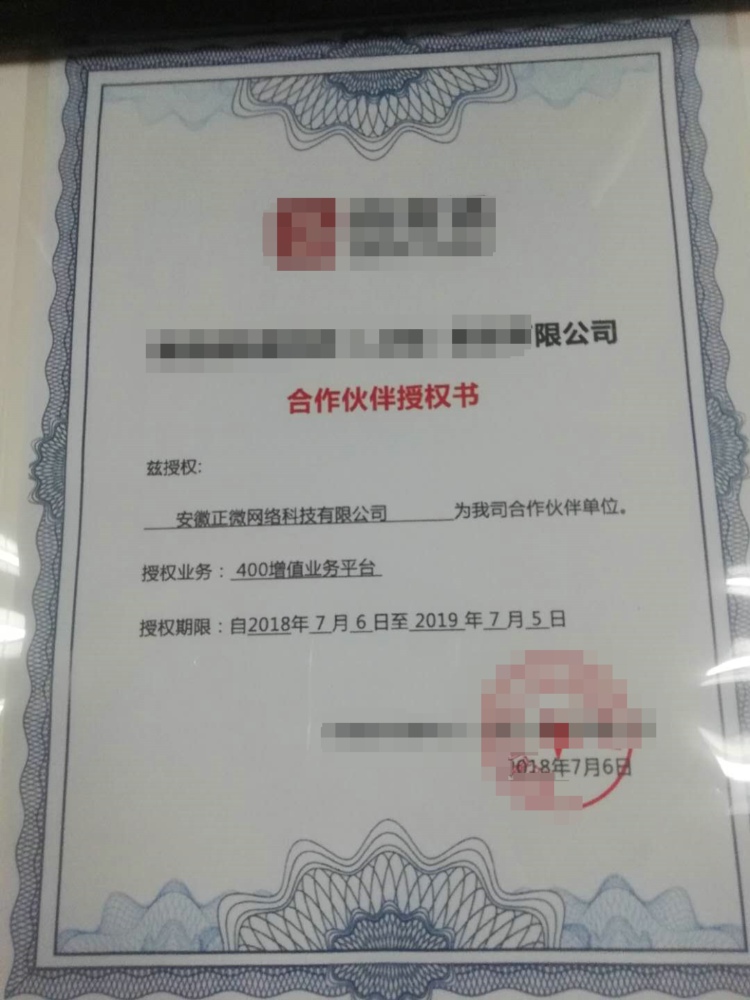 限公司
合作伙伴授权书
兹授权:
安徽正微网络科技有限公司 为我司合作伙伴单位。
授权业务：400增值业务平台
授权期限：自2018年7月6日至2019年7月5日
2018年7月6日